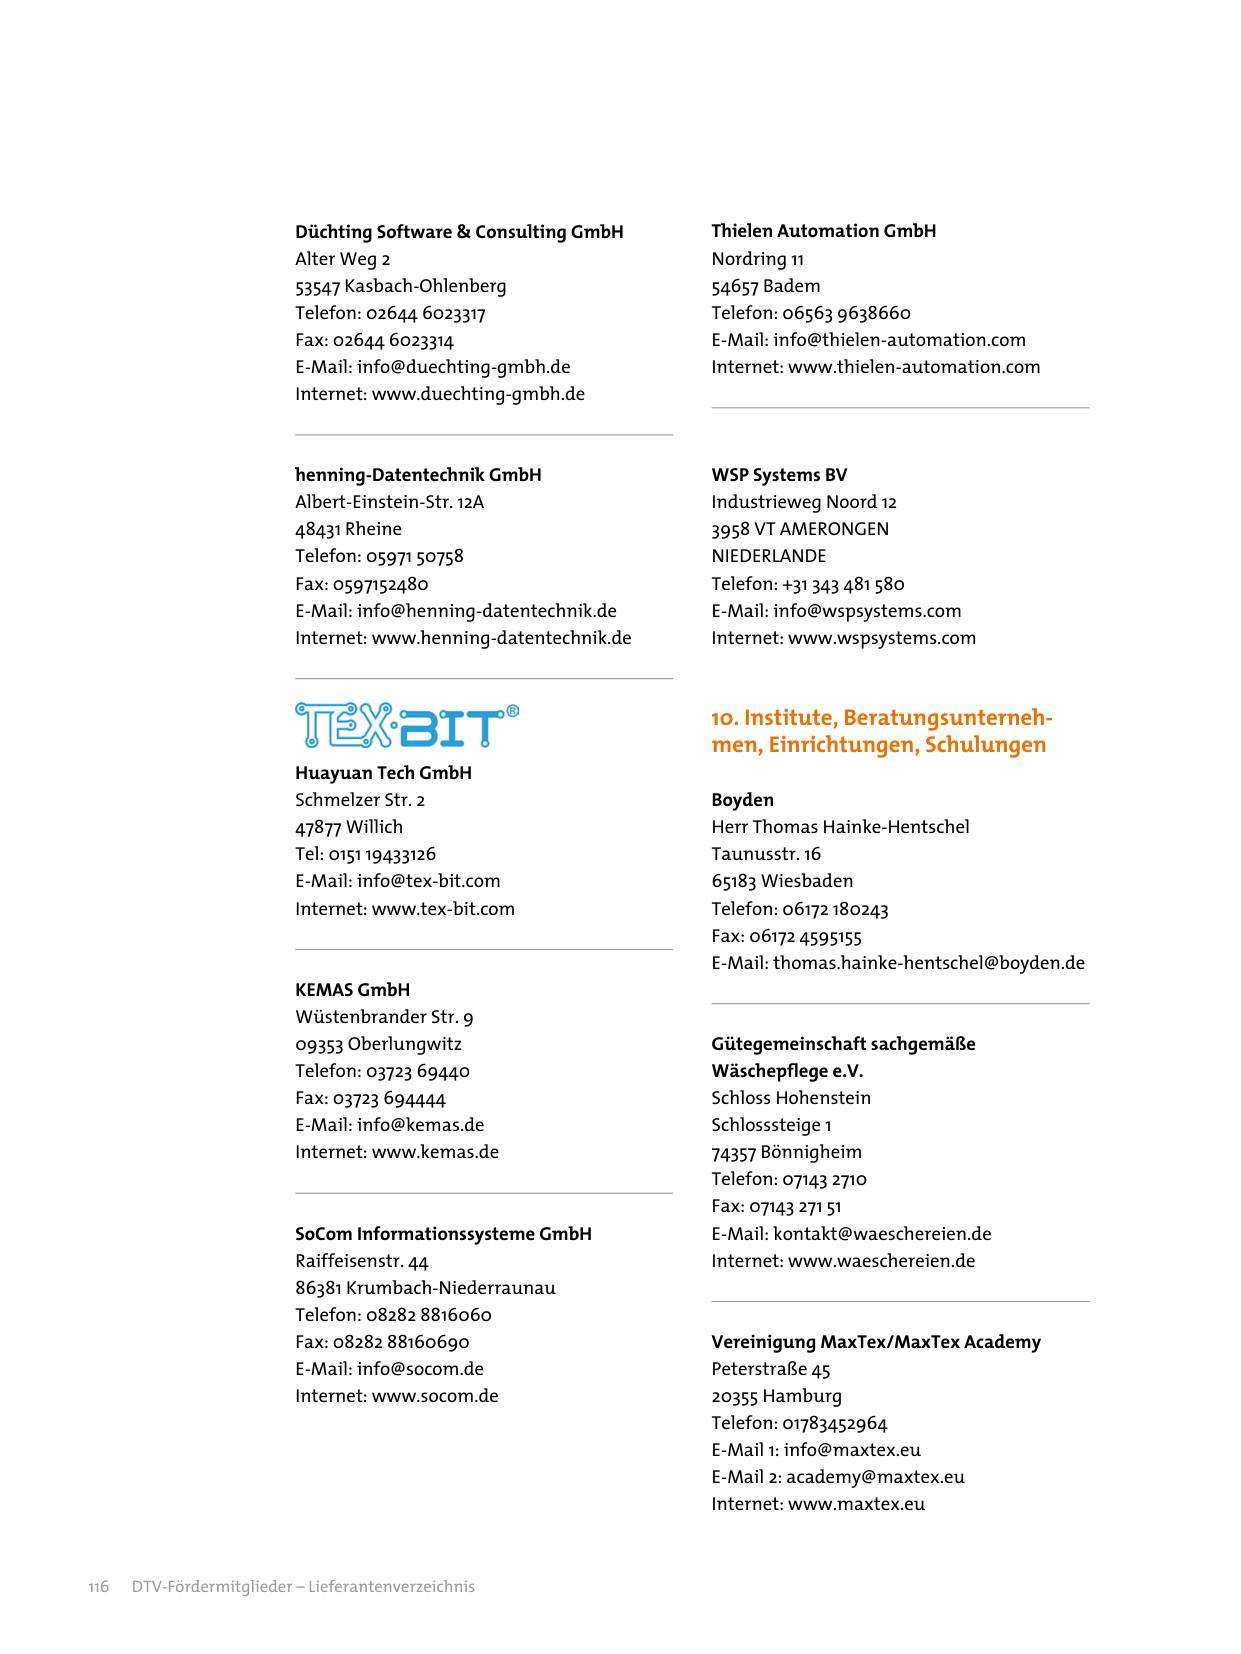 Düchting Software & Consulting GmbH
Alter Weg 2
53547 Kasbach-Ohlenberg
Telefon: 02644 6023317
Fax: 02644 6023314
E-Mail: info@duechting-gmbh.de
Internet: www.duechting-gmbh.de
henning-Datentechnik GmbH
Albert-Einstein-Str. 12A
48431 Rheine
Telefon: 05971 50758
Fax: 0597152480
E-Mail: info@henning-datentechnik.de
Internet: www.henning-datentechnik.de
TEX·BIT®
Huayuan Tech GmbH
Schmelzer Str. 2
47877 Willich
Tel: 0151 19433126
E-Mail: info@tex-bit.com
Internet: www.tex-bit.com
KEMAS GmbH
Wüstenbrander Str. 9
09353 Oberlungwitz
Telefon: 03723 69440
Fax: 03723 694444
E-Mail: info@kemas.de
Internet: www.kemas.de
SoCom Informationssysteme GmbH
Raiffeisenstr. 44
86381 Krumbach-Niederraunau
Telefon: 08282 8816060
Fax: 08282 88160690
E-Mail: info@socom.de
Internet: www.socom.de
Thielen Automation GmbH
Nordring 11
54657 Badem
Telefon: 06563 9638660
E-Mail: info@thielen-automation.com
Internet: www.thielen-automation.com
WSP Systems BV
Industrieweg Noord 12
3958 VT AMERONGEN
NIEDERLANDE
Telefon: +31 343 481 580
E-Mail: info@wspsystems.com
Internet: www.wspsystems.com
10. Institute, Beratungsunterneh-
men, Einrichtungen, Schulungen
Boyden
Herr Thomas Hainke-Hentschel
Taunusstr. 16
65183 Wiesbaden
Telefon: 06172 180243
Fax: 06172 4595155
E-Mail: thomas.hainke-hentschel@boyden.de
Gütegemeinschaft sachgemäße
Wäschepflege e.V.
Schloss Hohenstein
Schlosssteige 1
74357 Bönnigheim
Telefon: 07143 2710
Fax: 07143 271 51
E-Mail: kontakt@waeschereien.de
Internet: www.waeschereien.de
Vereinigung MaxTex/MaxTex Academy
Peterstraße 45
20355 Hamburg
Telefon: 01783452964
E-Mail 1: info@maxtex.eu
E-Mail 2: academy@maxtex.eu
Internet: www.maxtex.eu
116 DTV-Fördermitglieder – Lieferantenverzeichnis